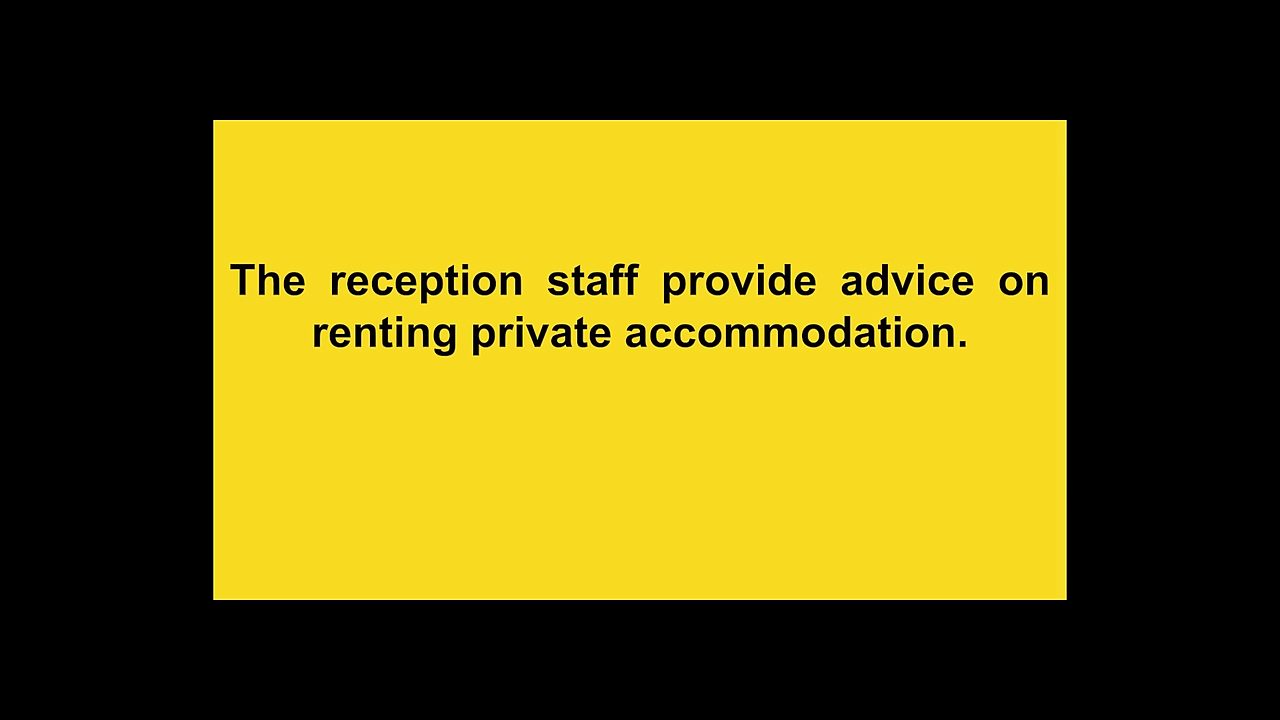 The reception staff provide advice on
renting private accommodation.